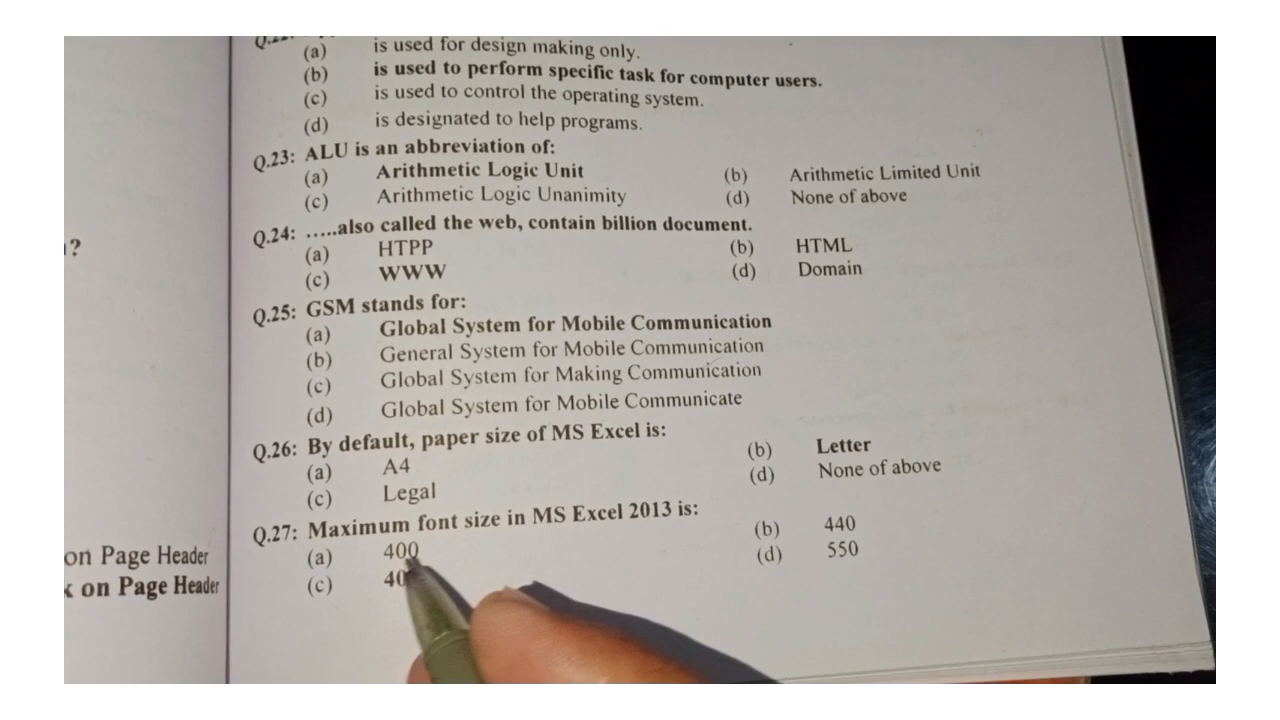 (a) is used for design making only.
(b) is used to perform specific task for computer users.
(c) is used to control the operating system.
(d) is designated to help programs.
Q.23: ALU is an abbreviation of:
(a) Arithmetic Logic Unit (b) Arithmetic Limited Unit
(c) Arithmetic Logic Unanimity (d) None of above
Q.24: .....also called the web, contain billion document.
(a) HTPP (b) HTML
(c) WWW (d) Domain
Q.25: GSM stands for:
(a) Global System for Mobile Communication
(b) General System for Mobile Communication
(c) Global System for Making Communication
(d) Global System for Mobile Communicate
Q.26: By default, paper size of MS Excel is:
(a) A4 (b) Letter
(c) Legal (d) None of above
Q.27: Maximum font size in MS Excel 2013 is:
(a) 400 (b) 440
(c) 40 (d) 550
?
on Page Header
on Page Header